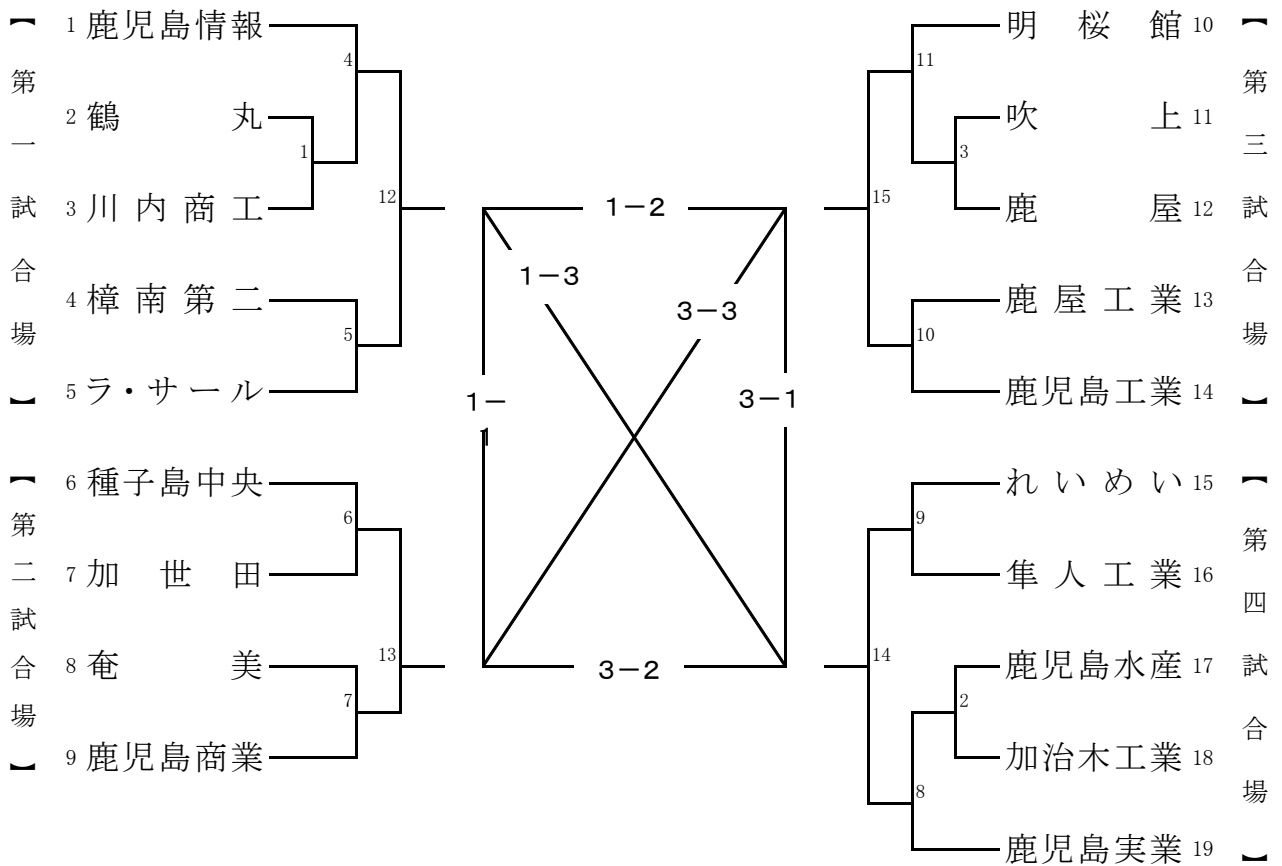 【第一試合場】
1 鹿児島情報
2 鶴丸
3 川内商工
4 樟南第二
5 ラ・サール
4
1
12
5
【第二試合場】
6 種子島中央
7 加世田
8 奄美
9 鹿児島商業
6
13
7
1－2
1－3
3－3
1－1
3－1
3－2
【第三試合場】
明桜館 10
吹上 11
鹿屋 12
鹿屋工業 13
鹿児島工業 14
11
3
15
10
【第四試合場】
れいめい 15
隼人工業 16
鹿児島水産 17
加治木工業 18
鹿児島実業 19
9
14
2
8